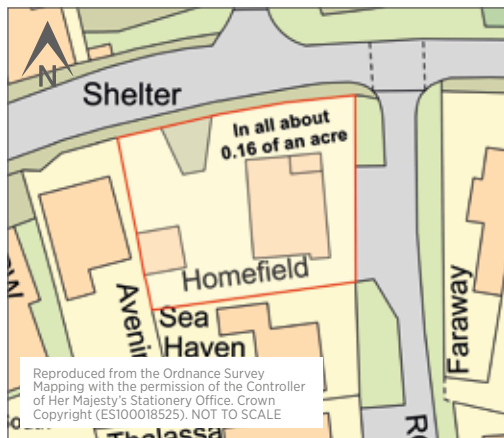 N
Shelter
In all about
0.16 of an acre
Homefield
Sea
Haven
Faraway
Reproduced from the Ordnance Survey
Mapping with the permission of the Controller
of Her Majesty's Stationery Office. Crown
Copyright (ES100018525). NOT TO SCALE